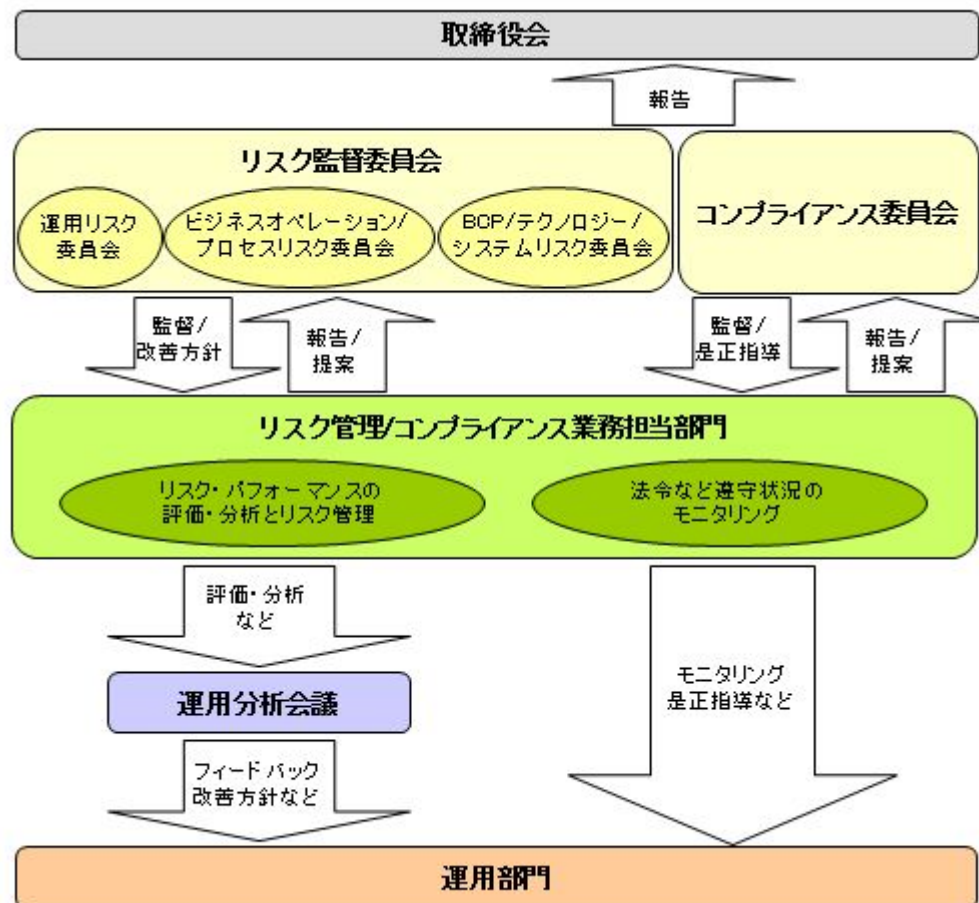 取締役会
報告
リスク監督委員会
運用リスク
委員会
ビジネスオペレーション/
プロセスリスク委員会
BCP/テクノロジー/
システムリスク委員会
コンプライアンス委員会
監督/
改善方針
報告/
提案
監督/
是正指導
報告/
提案
リスク管理/コンプライアンス業務担当部門
リスク・パフォーマンスの
評価・分析とリスク管理
法令など遵守状況の
モニタリング
評価・分析
など
運用分析会議
モニタリング
是正指導など
フィードバック
改善方針など
運用部門